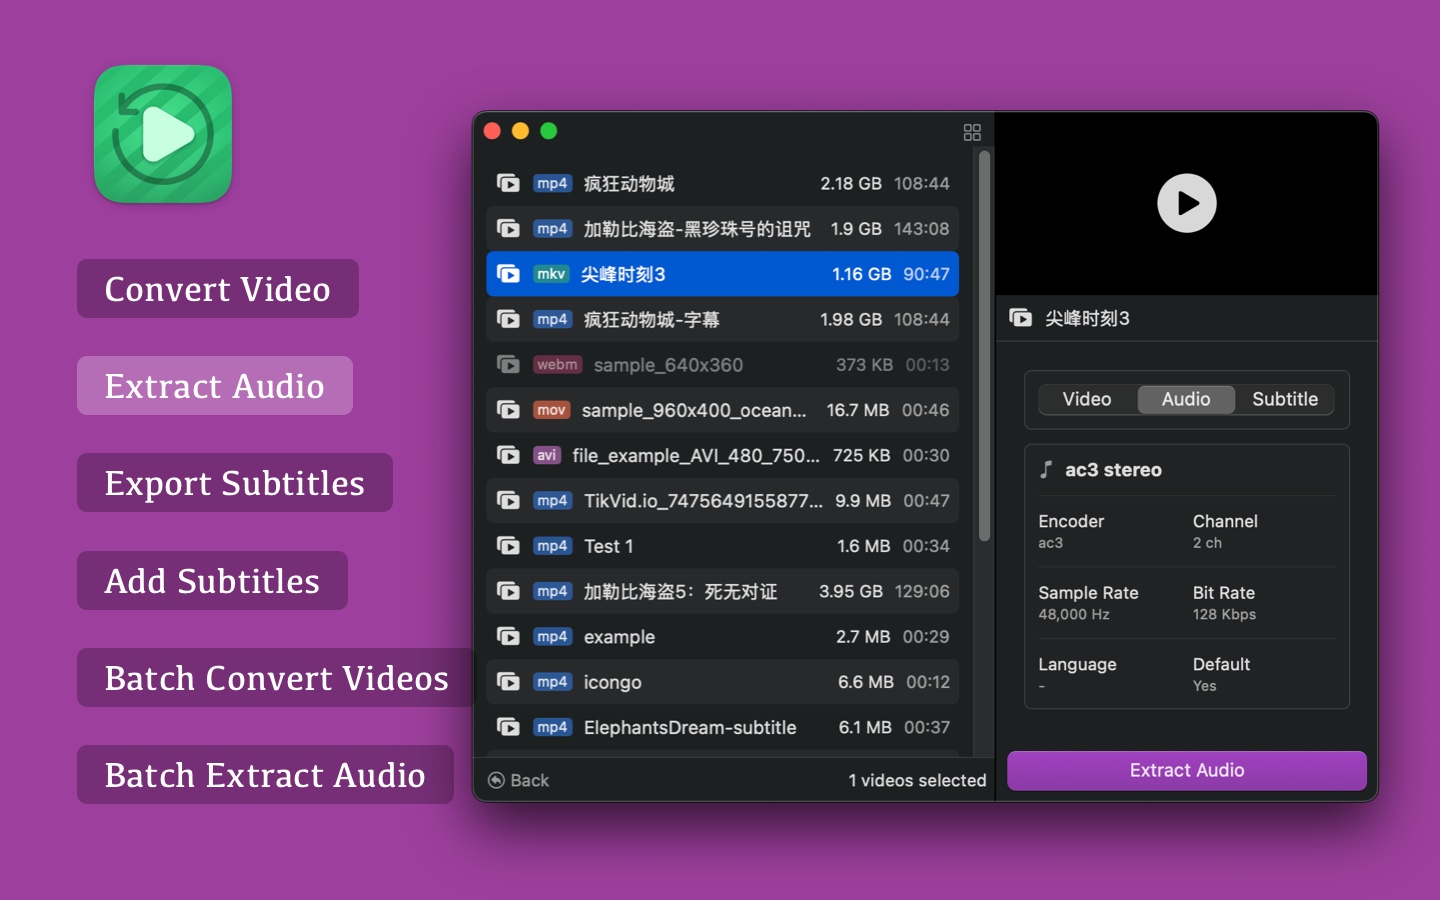 Convert Video
Extract Audio
Export Subtitles
Add Subtitles
Batch Convert Videos
Batch Extract Audio
mp4 疯狂动物城 2.18 GB 108:44
mp4 加勒比海盗-黑珍珠号的诅咒 1.9 GB 143:08
mkv 尖峰时刻3 1.16 GB 90:47
mp4 疯狂动物城-字幕 1.98 GB 108:44
webm sample_640x360 373 KB 00:13
mov sample_960x400_ocean... 16.7 MB 00:46
avi file_example_AVI_480_750... 725 KB 00:30
mp4 TikVid.io_7475649155877... 9.9 MB 00:47
mp4 Test 1 1.6 MB 00:34
mp4 加勒比海盗5：死无对证 3.95 GB 129:06
mp4 example 2.7 MB 00:29
mp4 icongo 6.6 MB 00:12
mp4 ElephantsDream-subtitle 6.1 MB 00:37
Back 1 videos selected
尖峰时刻3
Video Audio Subtitle
ac3 stereo
Encoder Channel
ac3 2 ch
Sample Rate Bit Rate
48,000 Hz 128 Kbps
Language Default
- Yes
Extract Audio